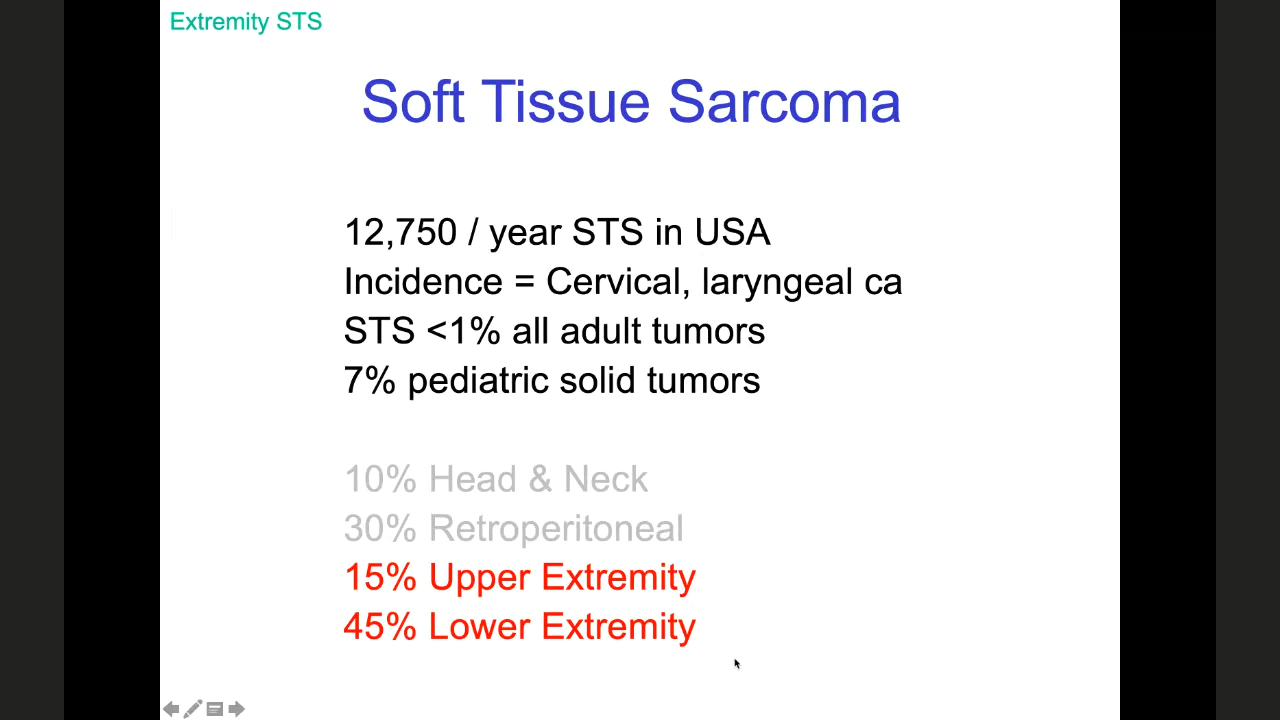 Extremity STS
Soft Tissue Sarcoma
12,750 / year STS in USA
Incidence = Cervical, laryngeal ca
STS <1% all adult tumors
7% pediatric solid tumors
10% Head & Neck
30% Retroperitoneal
15% Upper Extremity
45% Lower Extremity